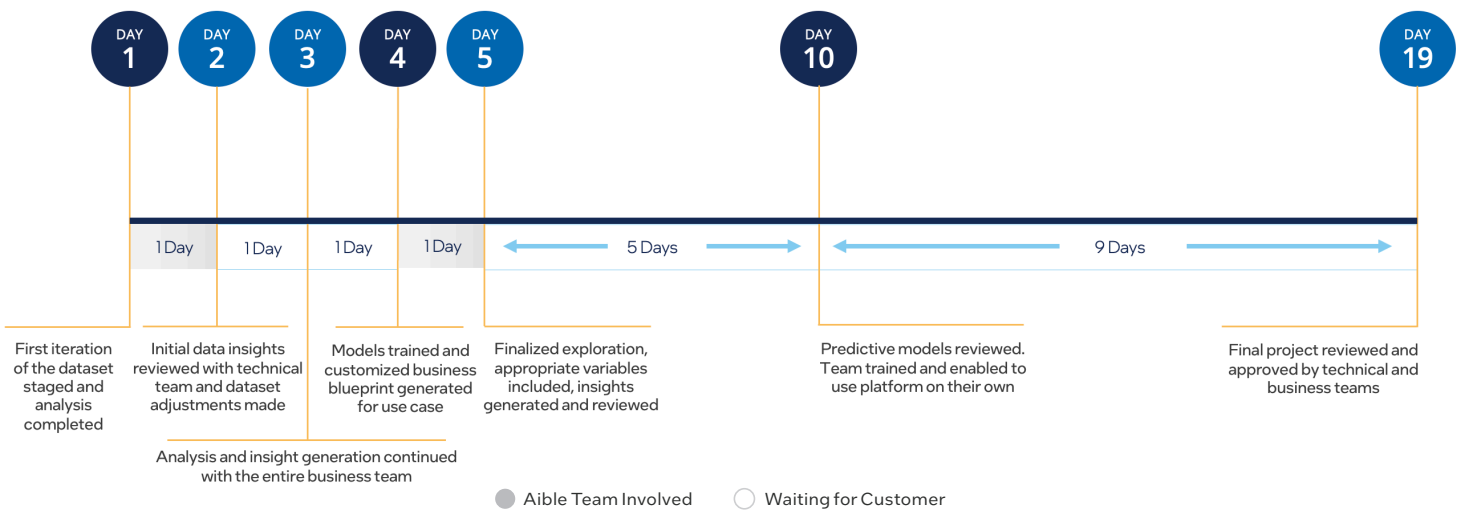 DAY
1
DAY
2
DAY
3
DAY
4
DAY
5
DAY
10
DAY
19
1 Day
1 Day
1 Day
1 Day
5 Days
9 Days
First iteration
of the dataset
staged and
analysis
completed
Initial data insights
reviewed with technical
team and dataset
adjustments made
Analysis and insight generation continued
with the entire business team
Models trained and
customized business
blueprint generated
for use case
Finalized exploration,
appropriate variables
included, insights
generated and reviewed
Predictive models reviewed.
Team trained and enabled to
use platform on their own
Final project reviewed and
approved by technical and
business teams
Aible Team Involved
Waiting for Customer